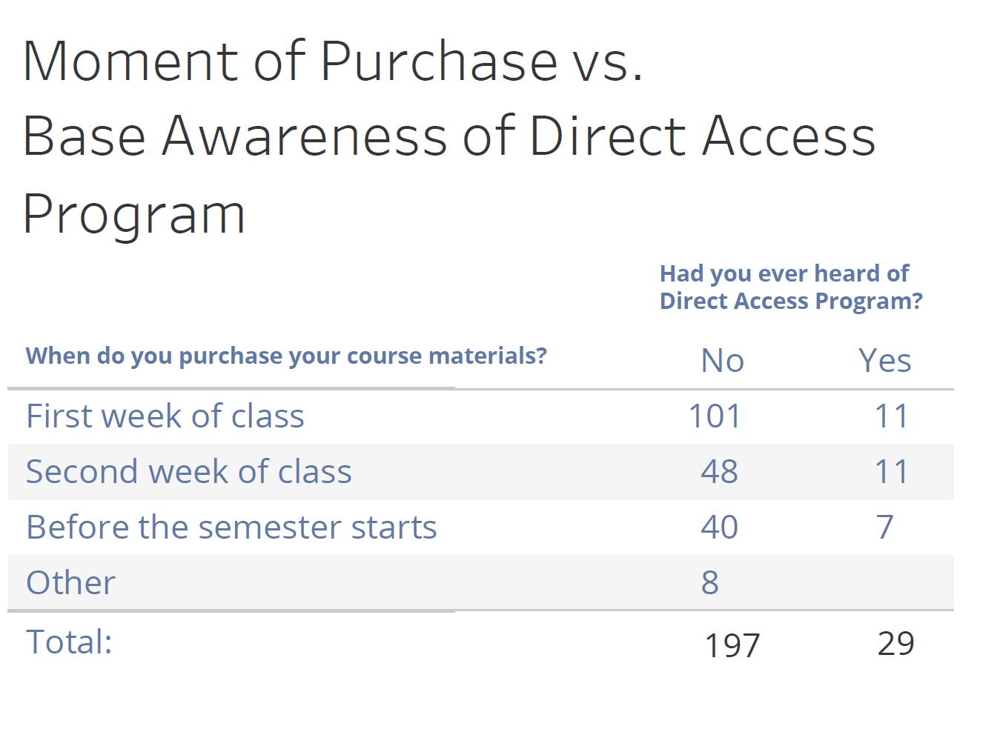 Moment of Purchase vs.
Base Awareness of Direct Access
Program
Had you ever heard of
Direct Access Program?
When do you purchase your course materials? No Yes
First week of class 101 11
Second week of class 48 11
Before the semester starts 40 7
Other 8
Total: 197 29